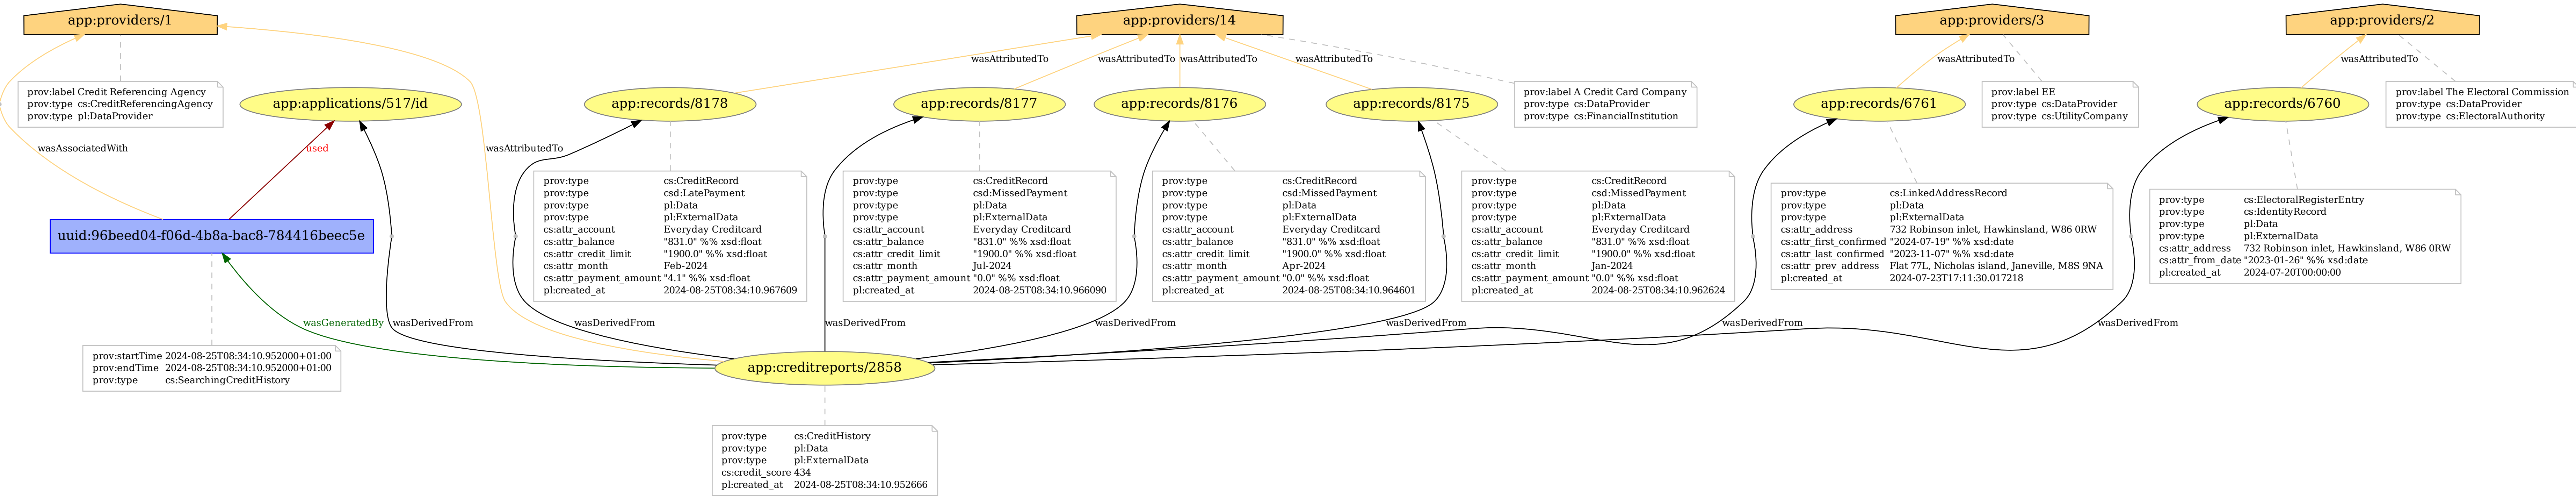 app:providers/1
app:providers/14
app:providers/3
app:providers/2
wasAttributedTo
wasAttributedTo
wasAttributedTo
wasAttributedTo
wasAttributedTo
wasAttributedTo
prov:label Credit Referencing Agency
prov:type cs:CreditReferencingAgency
prov:type pl:DataProvider
app:applications/517/id
app:records/8178
app:records/8177
app:records/8176
app:records/8175
prov:label A Credit Card Company
prov:type cs:DataProvider
prov:type cs:FinancialInstitution
app:records/6761
prov:label EE
prov:type cs:DataProvider
prov:type cs:UtilityCompany
app:records/6760
prov:label The Electoral Commission
prov:type cs:DataProvider
prov:type cs:ElectoralAuthority
wasAssociatedWith
used
wasAttributedTo
uuid:96beed04-f06d-4b8a-bac8-784416beec5e
prov:type cs:CreditRecord
prov:type csd:LatePayment
prov:type pl:Data
prov:type pl:ExternalData
cs:attr_account Everyday Creditcard
cs:attr_balance "831.0" %% xsd:float
cs:attr_credit_limit "1900.0" %% xsd:float
cs:attr_month Feb-2024
cs:attr_payment_amount "4.1" %% xsd:float
pl:created_at 2024-08-25T08:34:10.967609
prov:type cs:CreditRecord
prov:type csd:MissedPayment
prov:type pl:Data
prov:type pl:ExternalData
cs:attr_account Everyday Creditcard
cs:attr_balance "831.0" %% xsd:float
cs:attr_credit_limit "1900.0" %% xsd:float
cs:attr_month Jul-2024
cs:attr_payment_amount "0.0" %% xsd:float
pl:created_at 2024-08-25T08:34:10.966090
prov:type cs:CreditRecord
prov:type csd:MissedPayment
prov:type pl:Data
prov:type pl:ExternalData
cs:attr_account Everyday Creditcard
cs:attr_balance "831.0" %% xsd:float
cs:attr_credit_limit "1900.0" %% xsd:float
cs:attr_month Apr-2024
cs:attr_payment_amount "0.0" %% xsd:float
pl:created_at 2024-08-25T08:34:10.964601
prov:type cs:CreditRecord
prov:type csd:MissedPayment
prov:type pl:Data
prov:type pl:ExternalData
cs:attr_account Everyday Creditcard
cs:attr_balance "831.0" %% xsd:float
cs:attr_credit_limit "1900.0" %% xsd:float
cs:attr_month Jan-2024
cs:attr_payment_amount "0.0" %% xsd:float
pl:created_at 2024-08-25T08:34:10.962624
prov:type cs:LinkedAddressRecord
prov:type pl:Data
prov:type pl:ExternalData
cs:attr_address 732 Robinson inlet, Hawkinsland, W86 0RW
cs:attr_first_confirmed "2024-07-19" %% xsd:date
cs:attr_last_confirmed "2023-11-07" %% xsd:date
cs:attr_prev_address Flat 77L, Nicholas island, Janeville, M8S 9NA
pl:created_at 2024-07-23T17:11:30.017218
prov:type cs:ElectoralRegisterEntry
prov:type cs:IdentityRecord
prov:type pl:Data
prov:type pl:ExternalData
cs:attr_address 732 Robinson inlet, Hawkinsland, W86 0RW
cs:attr_from_date "2023-01-26" %% xsd:date
pl:created_at 2024-07-20T00:00:00
wasGeneratedBy
wasDerivedFrom
wasDerivedFrom
wasDerivedFrom
wasDerivedFrom
wasDerivedFrom
wasDerivedFrom
wasDerivedFrom
prov:startTime 2024-08-25T08:34:10.952000+01:00
prov:endTime 2024-08-25T08:34:10.952000+01:00
prov:type cs:SearchingCreditHistory
app:creditreports/2858
prov:type cs:CreditHistory
prov:type pl:Data
prov:type pl:ExternalData
cs:credit_score 434
pl:created_at 2024-08-25T08:34:10.952666